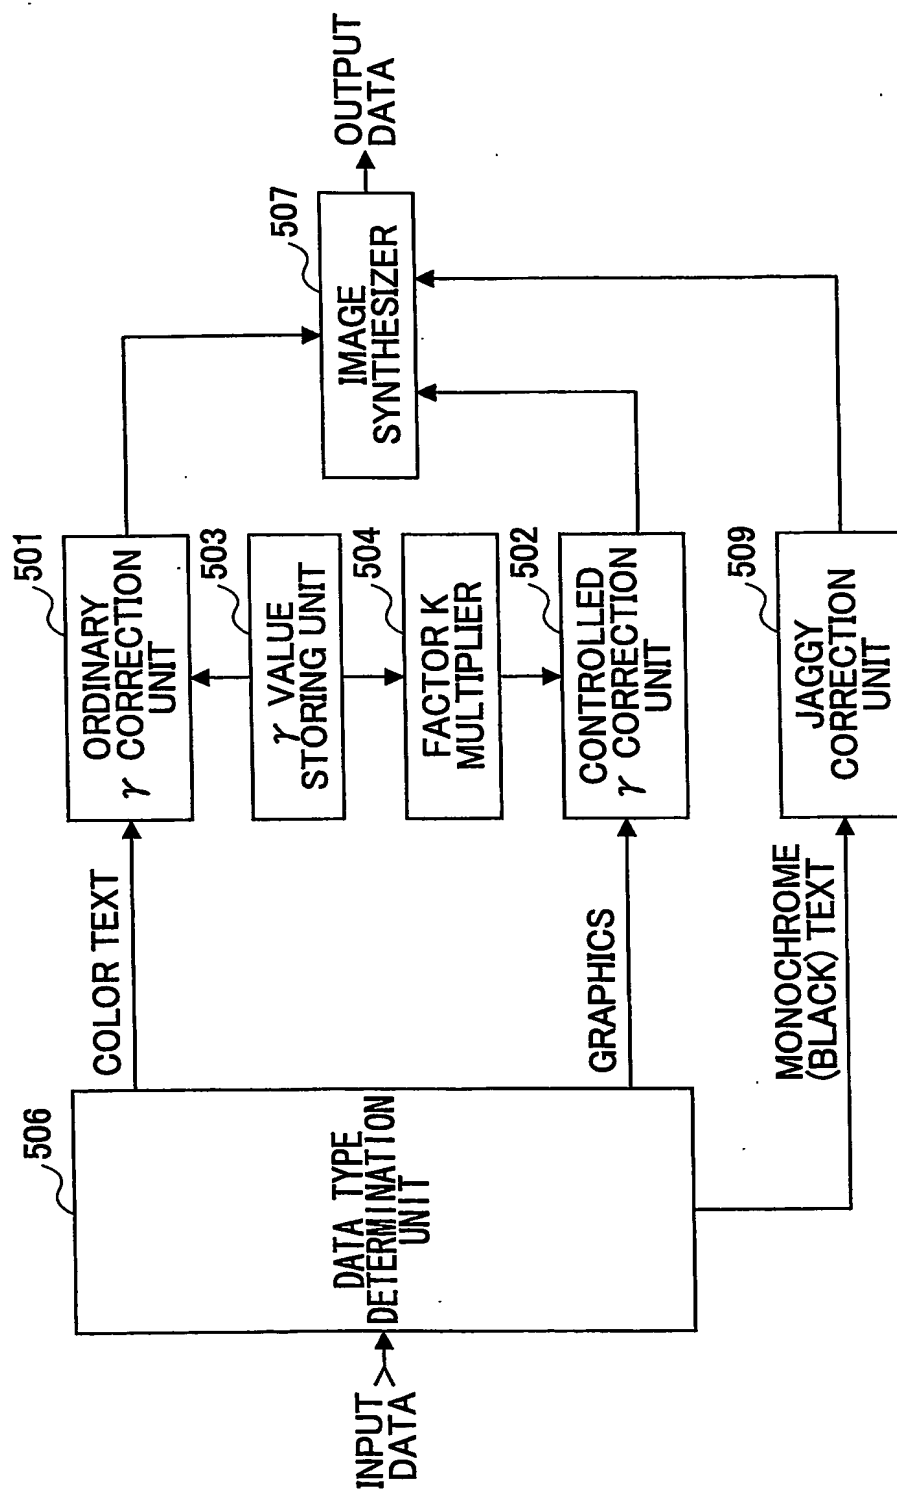 INPUT
DATA
506
DATA TYPE
DETERMINATION
UNIT
COLOR TEXT
GRAPHICS
MONOCHROME
(BLACK) TEXT
501
ORDINARY
γ CORRECTION
UNIT
503
γ VALUE
STORING UNIT
504
FACTOR K
MULTIPLIER
502
CONTROLLED
γ CORRECTION
UNIT
509
JAGGY
CORRECTION
UNIT
507
IMAGE
SYNTHESIZER
OUTPUT
DATA